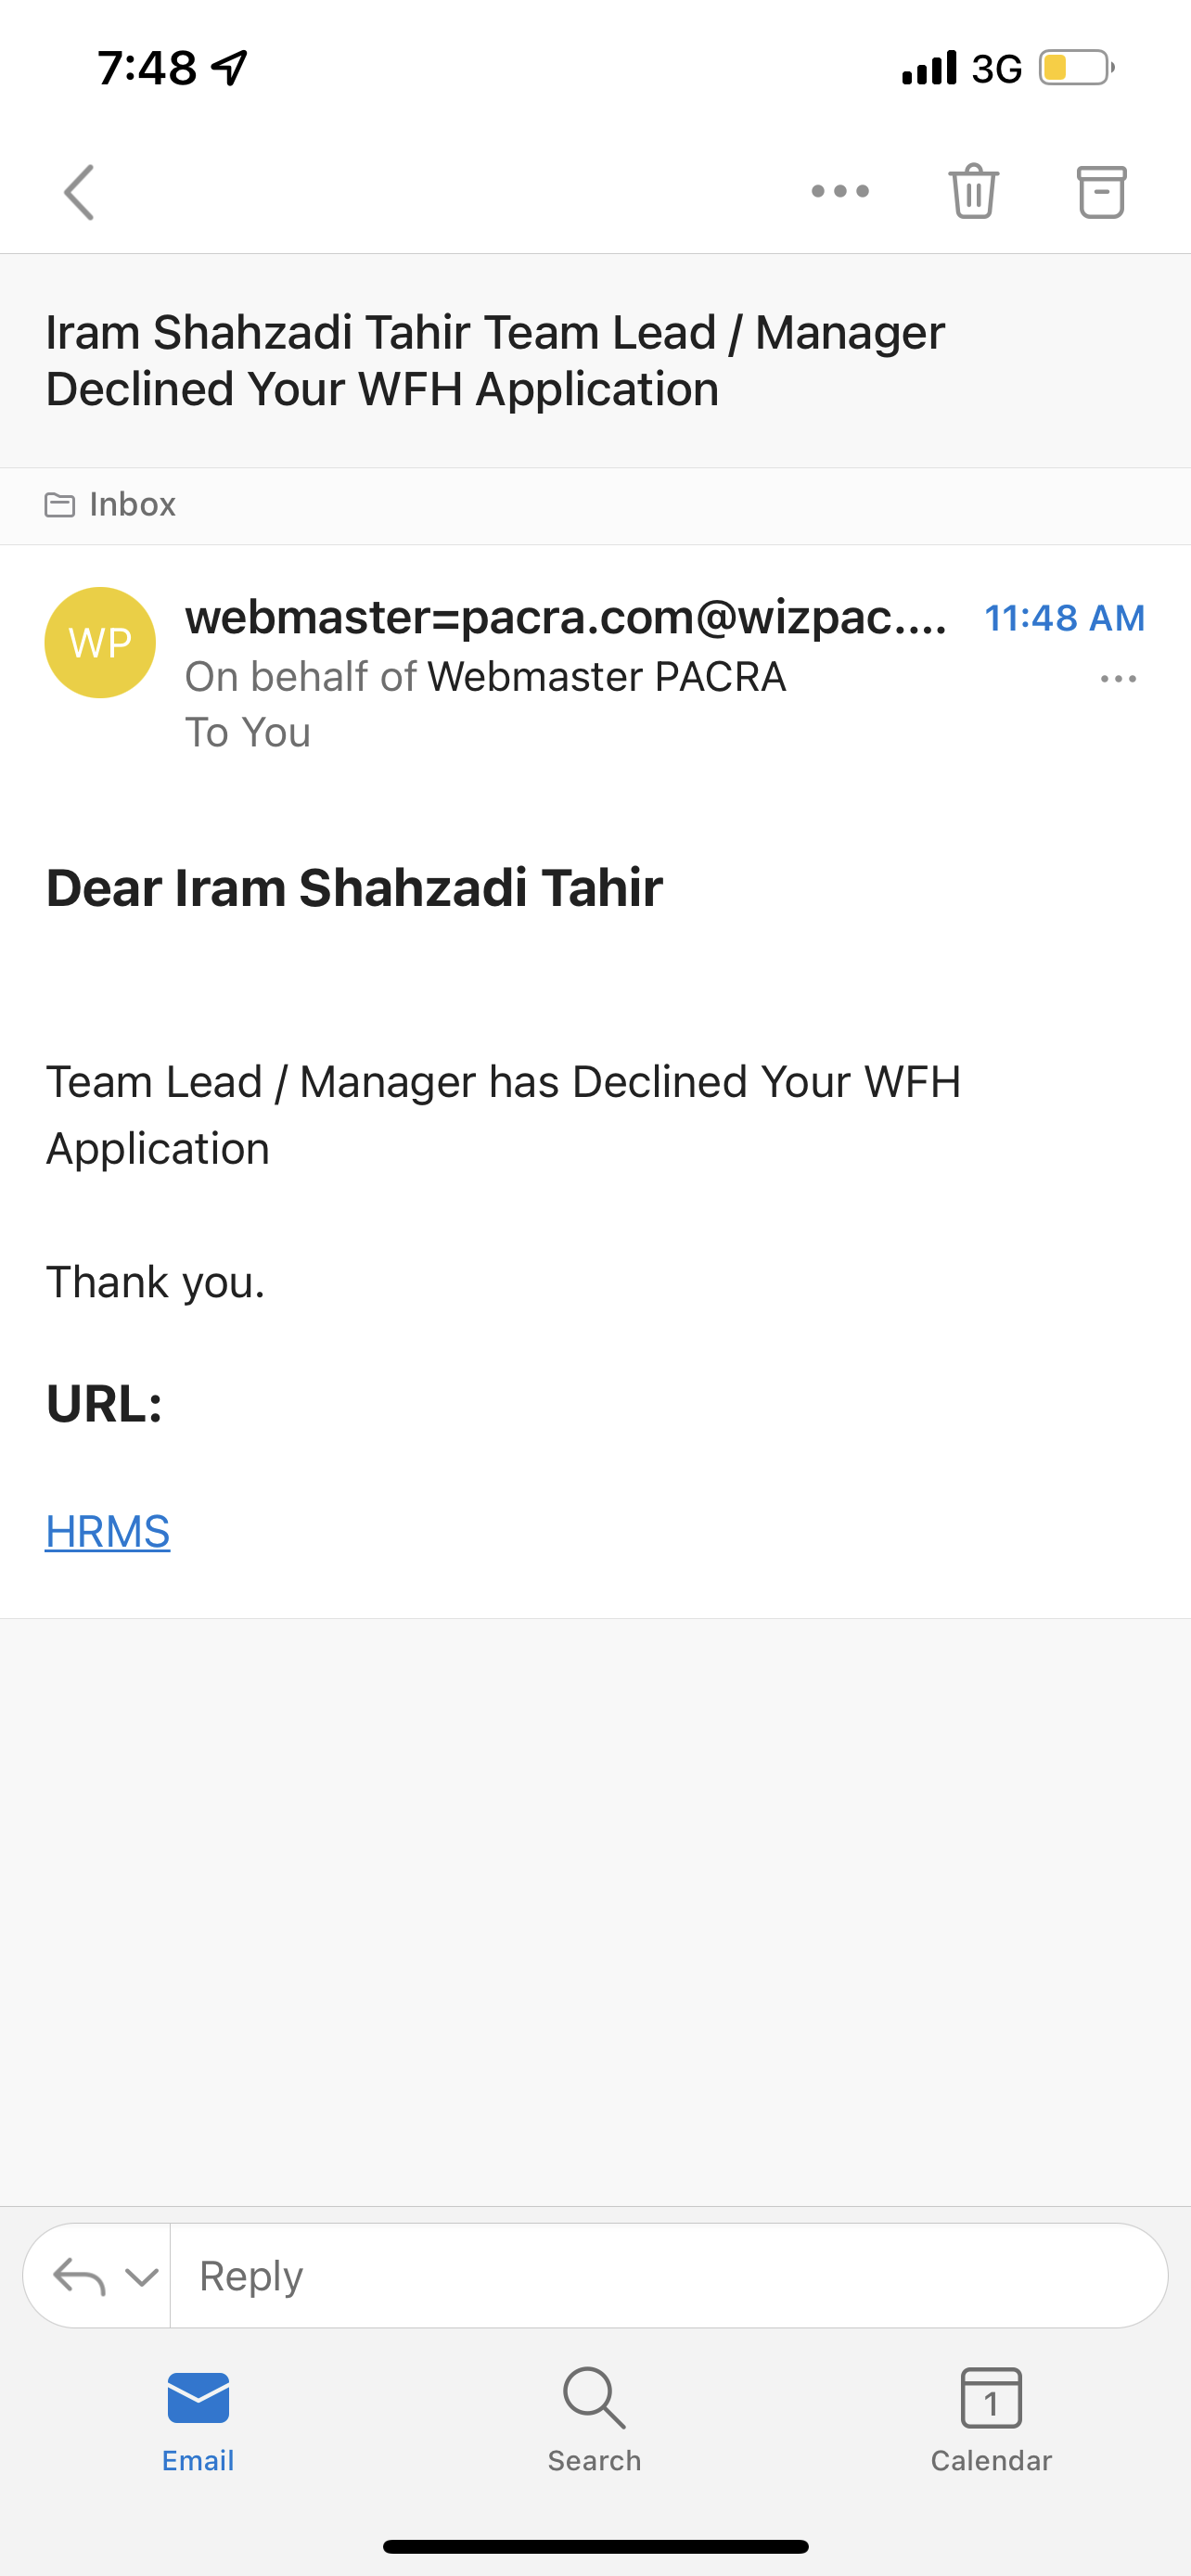 7:48
3G
Iram Shahzadi Tahir Team Lead / Manager
Declined Your WFH Application
Inbox
WP
webmaster=pacra.com@wizpac....
11:48 AM
On behalf of Webmaster PACRA
To You
Dear Iram Shahzadi Tahir
Team Lead / Manager has Declined Your WFH
Application
Thank you.
URL:
HRMS
Reply
1
Email
Search
Calendar